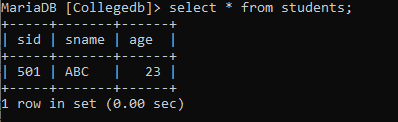 MariaDB [Collegedb]> select * from students;
+-----+-------+------+
| sid | sname | age  |
+-----+-------+------+
| 501 | ABC   |   23 |
+-----+-------+------+
1 row in set (0.00 sec)